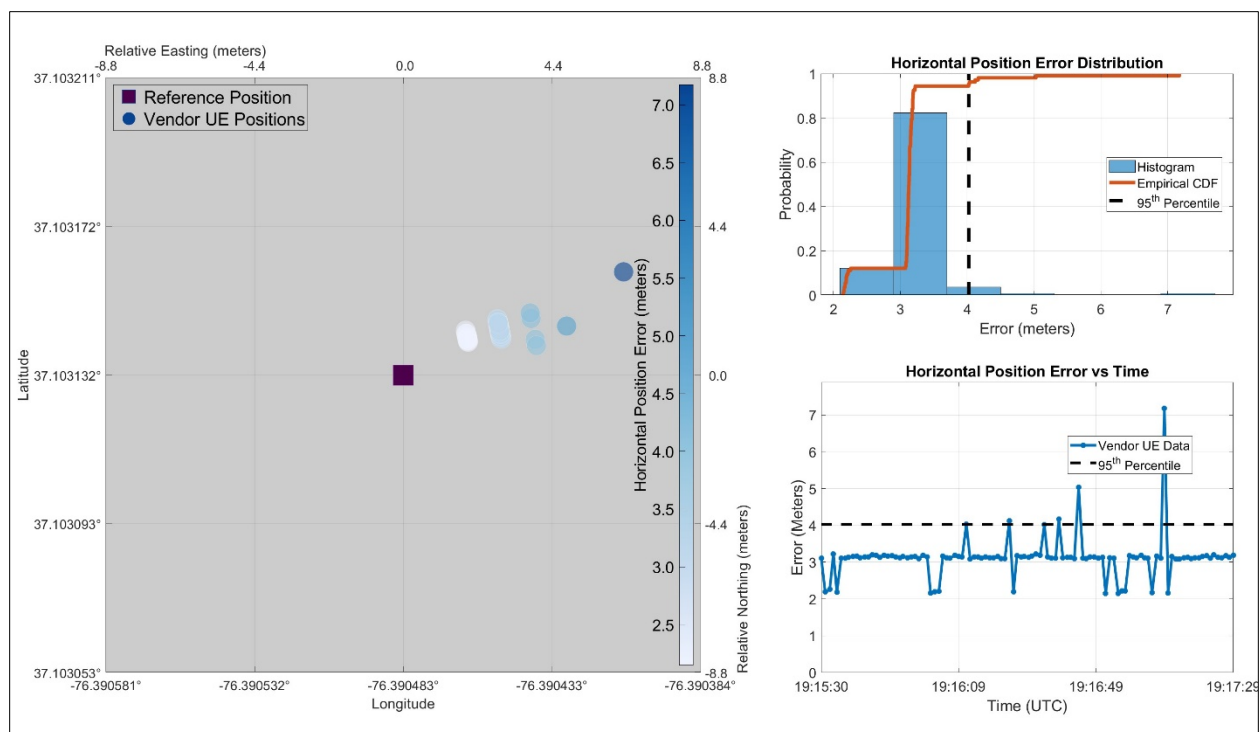 Relative Easting (meters)
-8.8 -4.4 0.0 4.4 8.8
37.103211°
37.103172°
37.103132°
37.103093°
37.103053°
Latitude
Reference Position
Vendor UE Positions
7.0
6.5
6.0
5.5
5.0
4.5
4.0
3.5
3.0
2.5
Horizontal Position Error (meters)
8.8
4.4
0.0
-4.4
-8.8
Relative Northing (meters)
-76.390581° -76.390532° -76.390483° -76.390433° -76.390384°
Longitude
Horizontal Position Error Distribution
1
0.8
0.6
0.4
0.2
0
Probability
Histogram
Empirical CDF
95th Percentile
2 3 4 5 6 7
Error (meters)
Horizontal Position Error vs Time
7
6
5
4
3
2
1
0
Error (Meters)
Vendor UE Data
95th Percentile
19:15:30 19:16:09 19:16:49 19:17:29
Time (UTC)